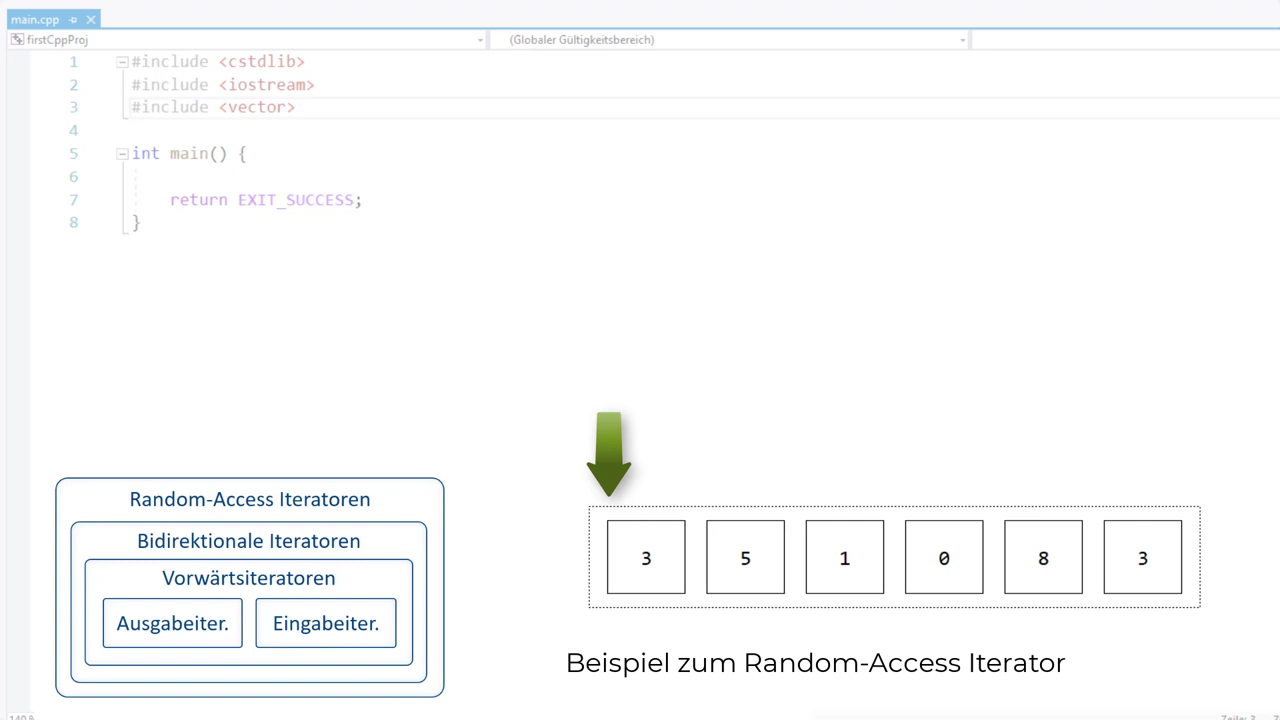 main.cpp
firstCppProj (Globaler Gültigkeitsbereich)
1 #include <cstdlib>
2 #include <iostream>
3 #include <vector>
4
5 int main() {
6
7 return EXIT_SUCCESS;
8 }
Random-Access Iteratoren
Bidirektionale Iteratoren
Vorwärtsiteratoren
Ausgabeiter. Eingabeiter.
3 5 1 0 8 3
Beispiel zum Random-Access Iterator